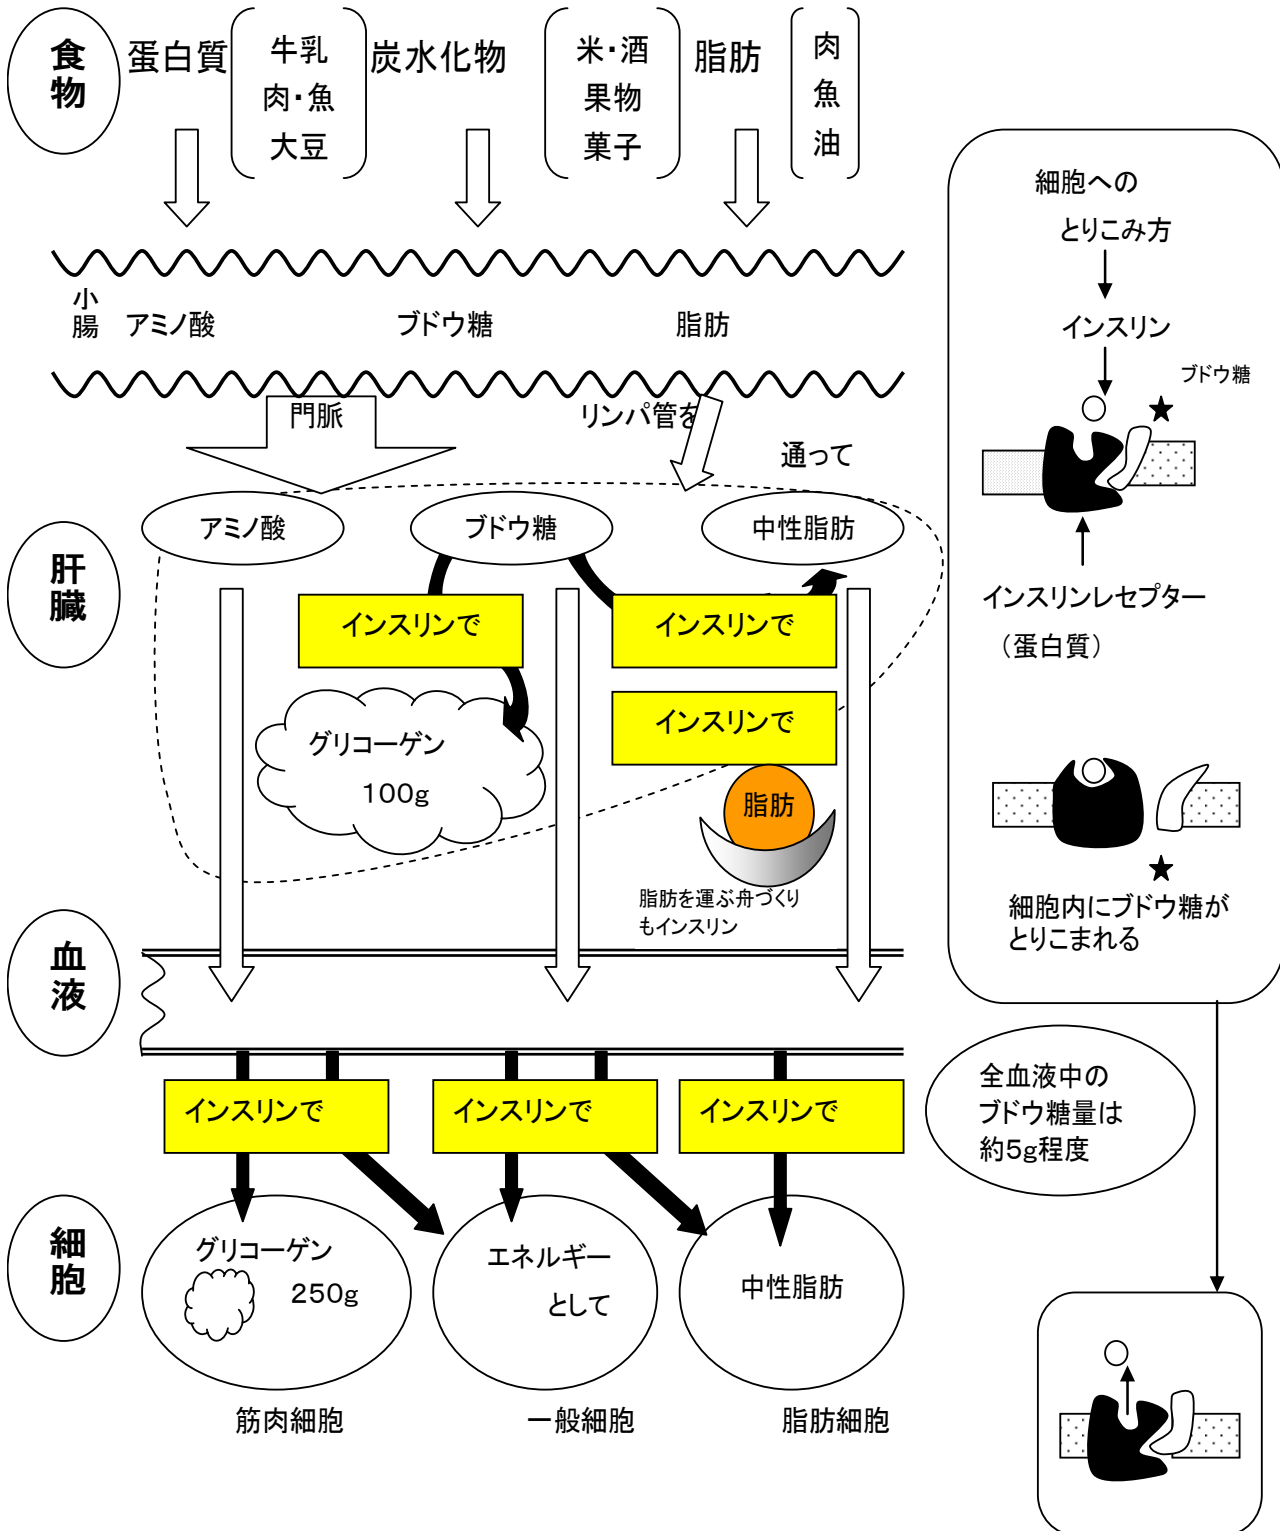 食物
蛋白質
牛乳
肉・魚
大豆
炭水化物
米・酒
果物
菓子
脂肪
肉
魚
油
小腸
アミノ酸
ブドウ糖
脂肪
門脈
リンパ管を
通って
肝臓
アミノ酸
ブドウ糖
中性脂肪
インスリンで
インスリンで
インスリンで
グリコーゲン
100g
脂肪
脂肪を運ぶ舟づくり
もインスリン
血液
インスリンで
インスリンで
インスリンで
細胞
グリコーゲン
250g
エネルギー
として
中性脂肪
筋肉細胞
一般細胞
脂肪細胞
細胞への
とりこみ方
インスリン
ブドウ糖
インスリンレセプター
（蛋白質）
細胞内にブドウ糖が
とりこまれる
全血液中の
ブドウ糖量は
約5g程度